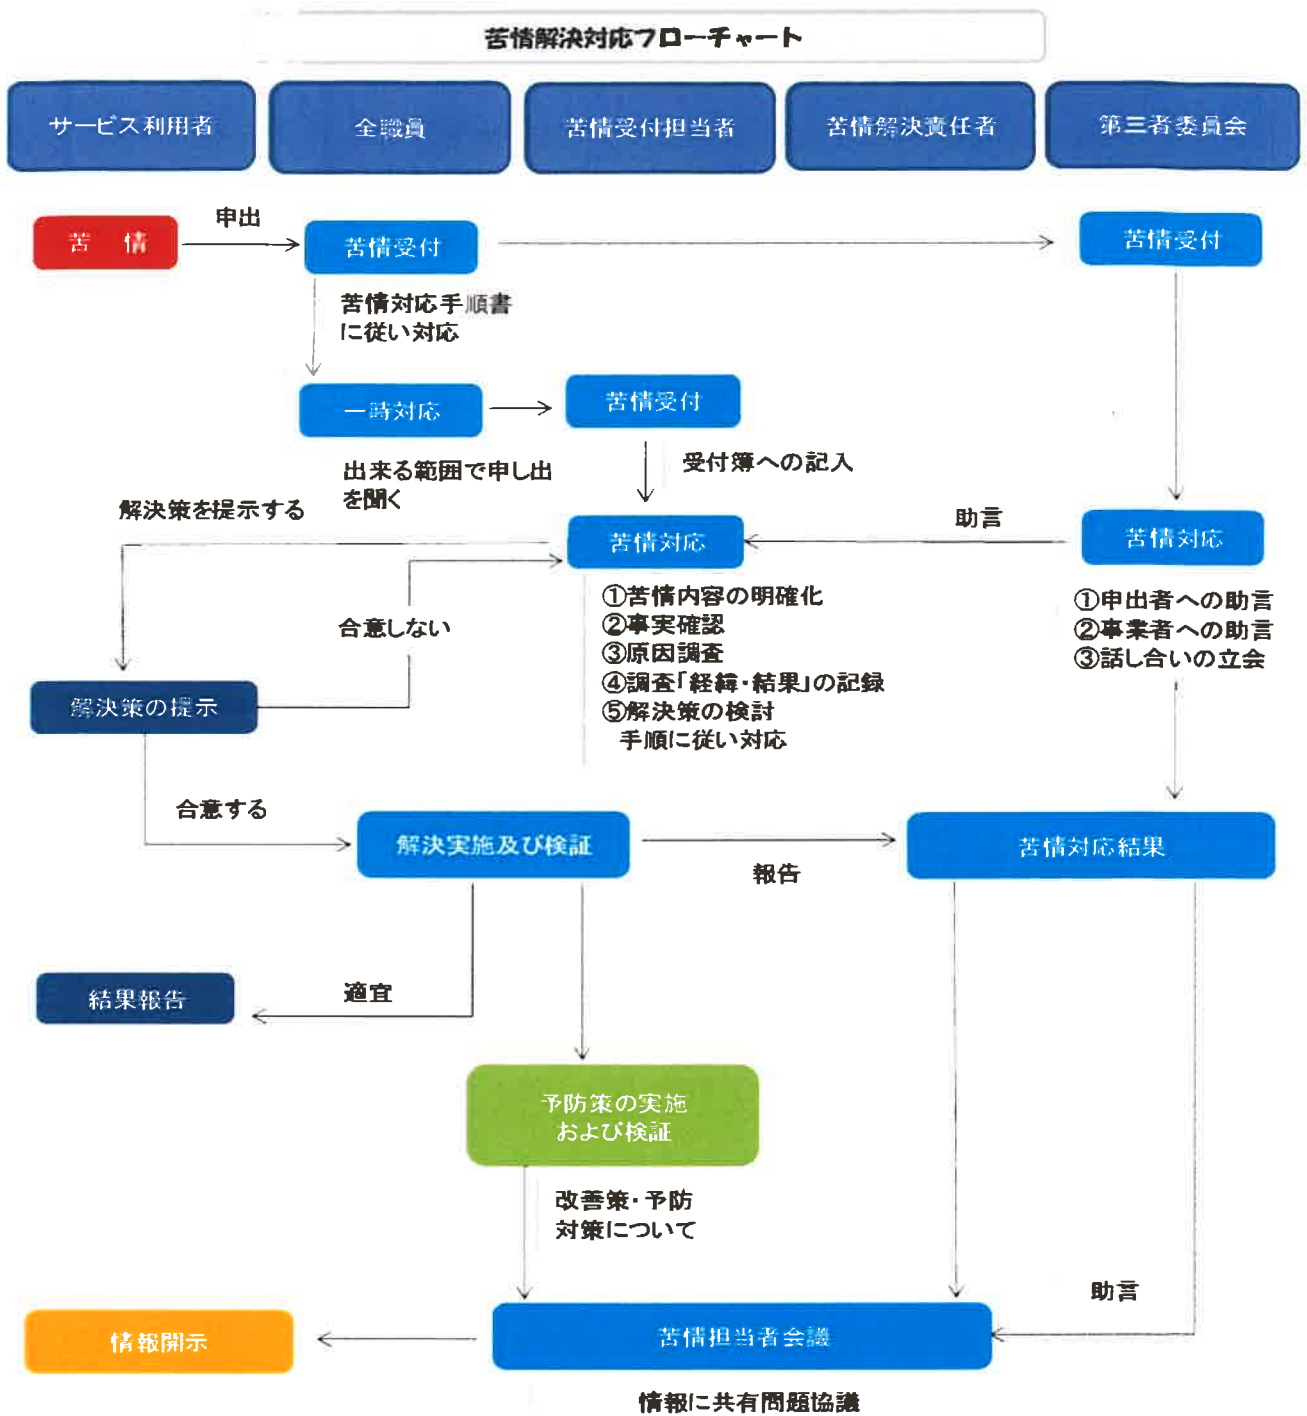 苦情解決対応フローチャート
サービス利用者
全職員
苦情受付担当者
苦情解決責任者
第三者委員会
苦　情
申出
苦情受付
苦情受付
苦情対応手順書
に従い対応
一時対応
苦情受付
出来る範囲で申し出
を聞く
受付簿への記入
解決策を提示する
苦情対応
助言
苦情対応
①苦情内容の明確化
②事実確認
③原因調査
④調査「経緯・結果」の記録
⑤解決策の検討
手順に従い対応
①申出者への助言
②事業者への助言
③話し合いの立会
合意しない
解決策の提示
合意する
解決実施及び検証
報告
苦情対応結果
結果報告
適宜
予防策の実施
および検証
改善策・予防
対策について
助言
情報開示
苦情担当者会議
情報に共有問題協議